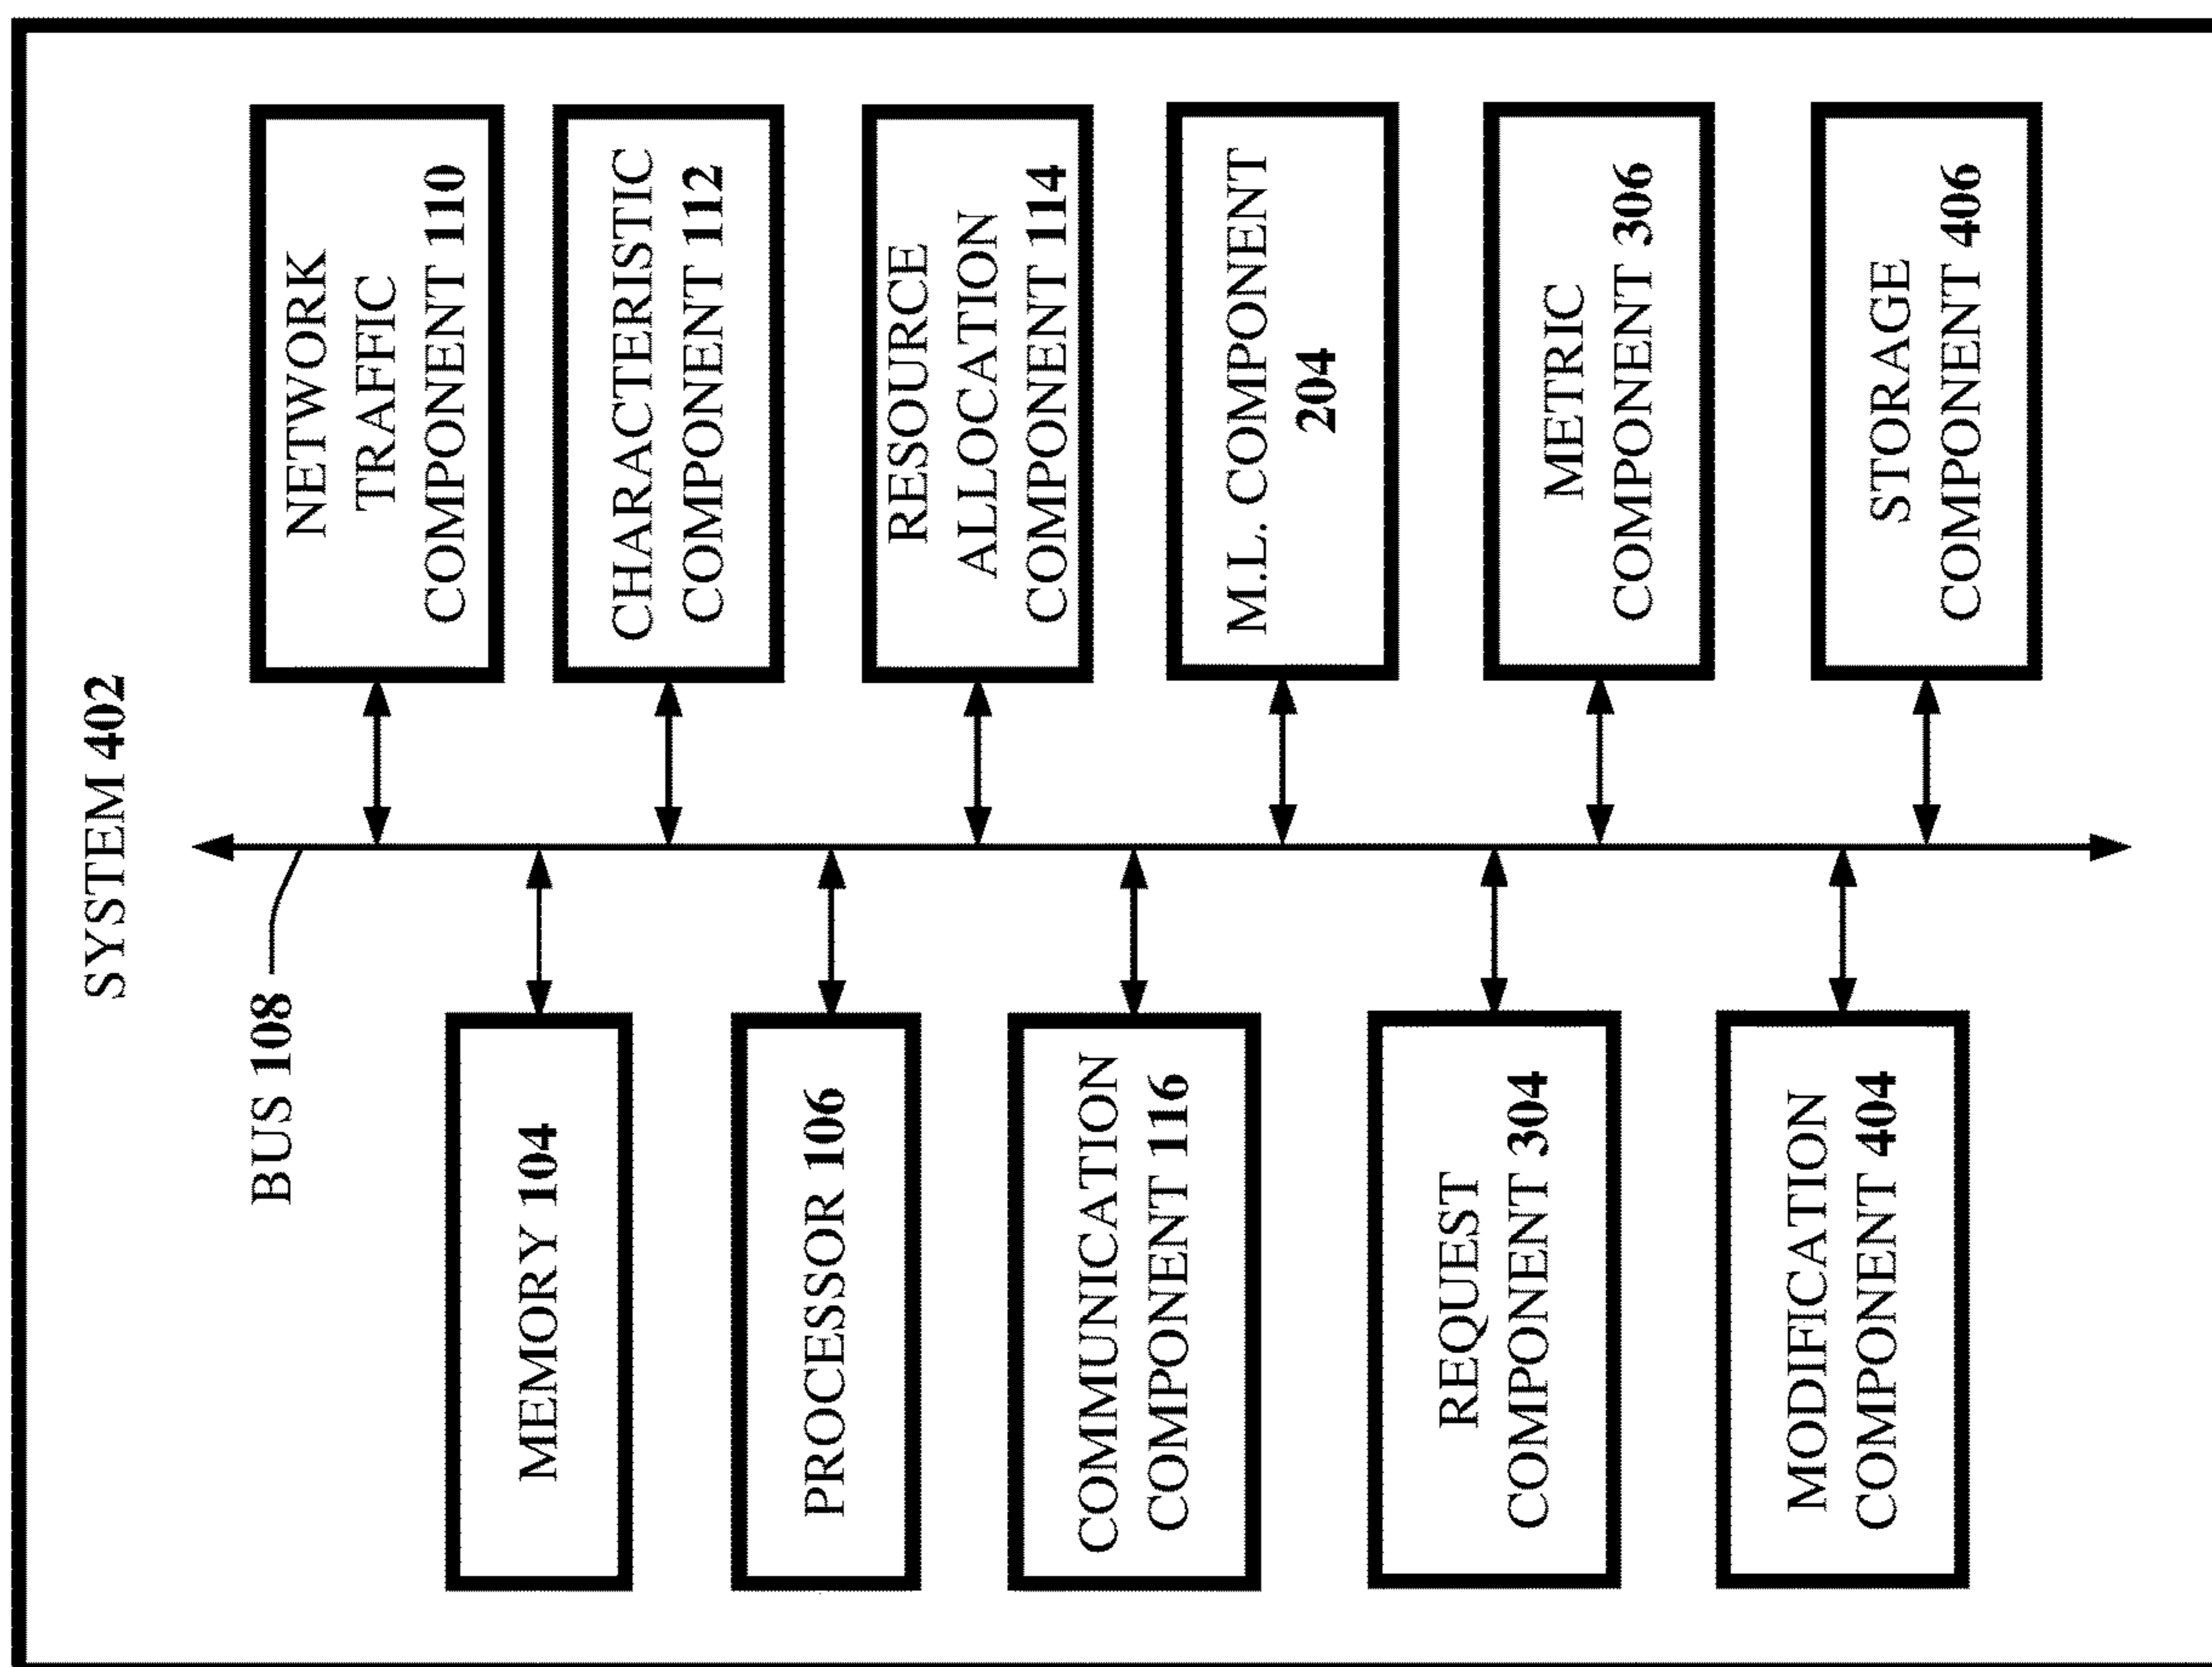 SYSTEM 402
BUS 108
MEMORY 104
PROCESSOR 106
COMMUNICATION
COMPONENT 116
REQUEST
COMPONENT 304
MODIFICATION
COMPONENT 404
NETWORK
TRAFFIC
COMPONENT 110
CHARACTERISTIC
COMPONENT 112
RESOURCE
ALLOCATION
COMPONENT 114
M.L. COMPONENT
204
METRIC
COMPONENT 306
STORAGE
COMPONENT 406